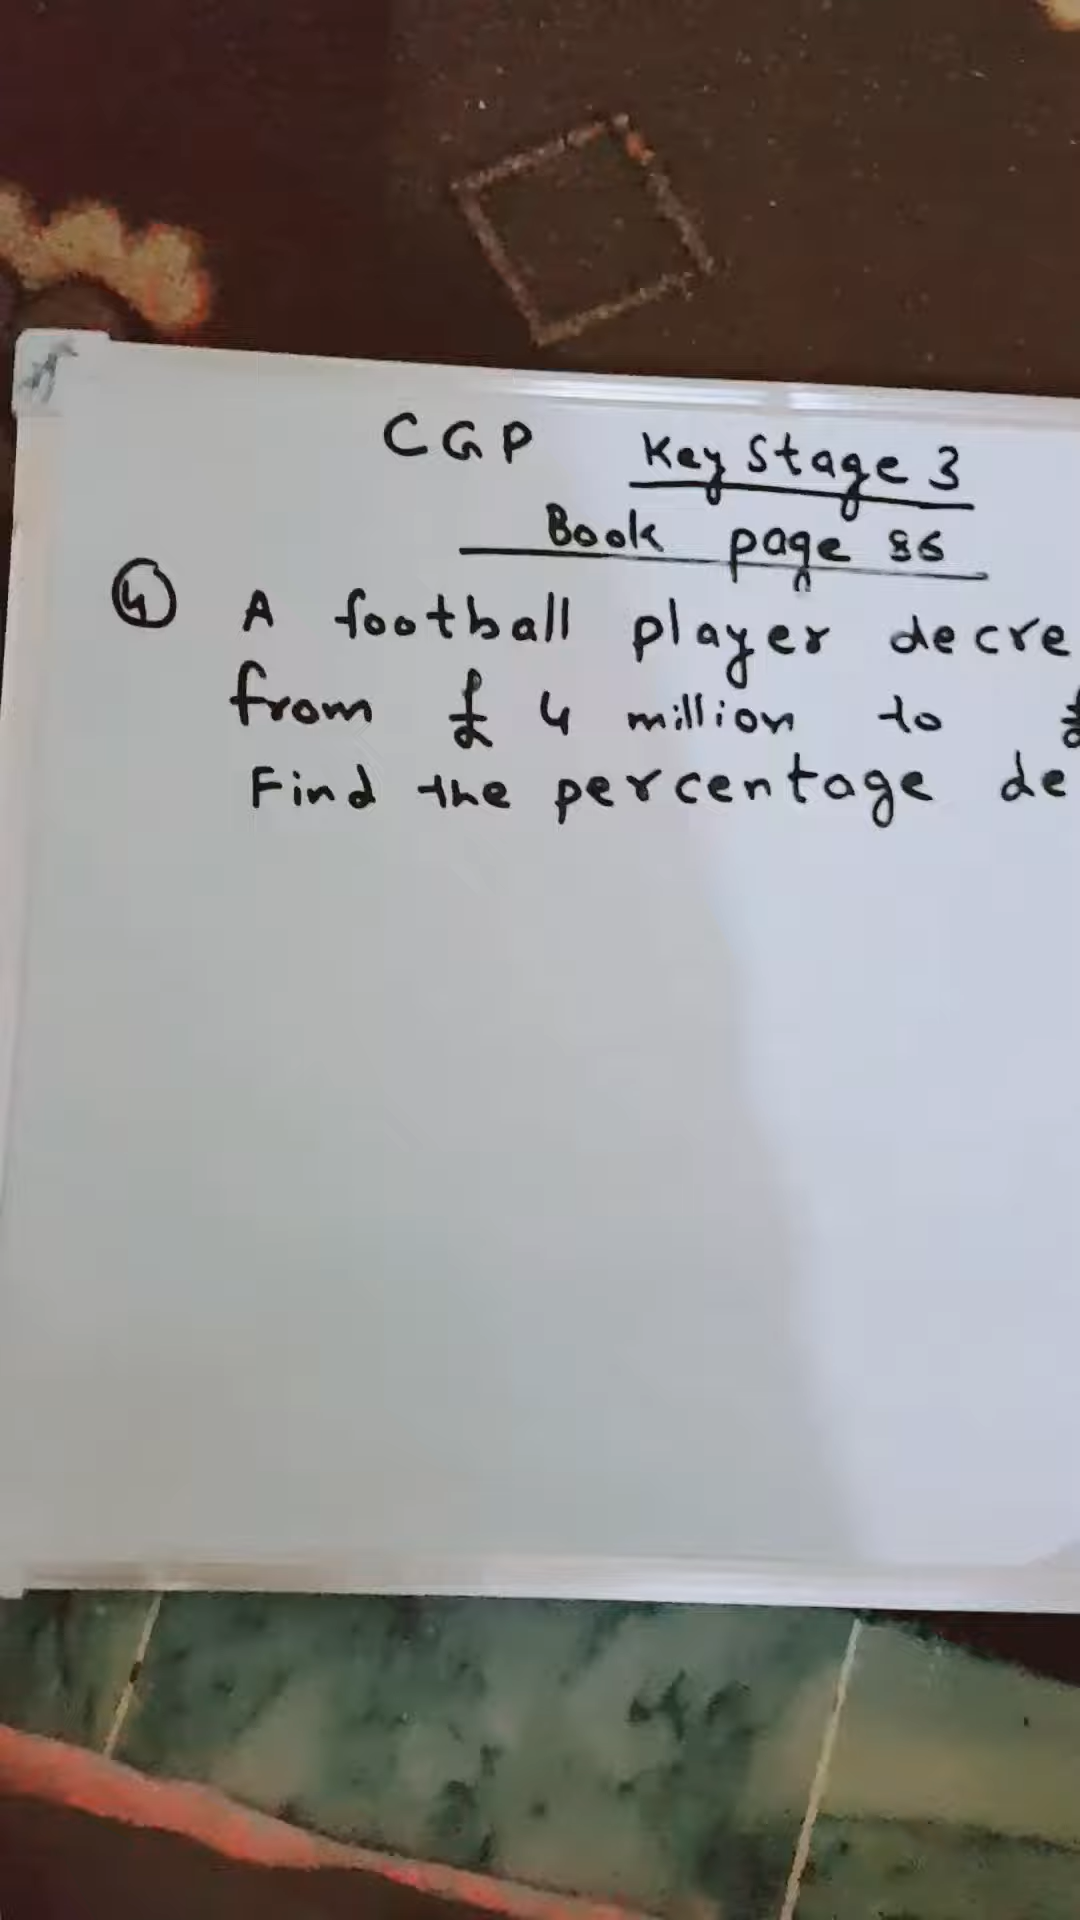 CGP Key Stage 3
Book page 86
4 A football player decre
from £ 4 million to £
Find the percentage de